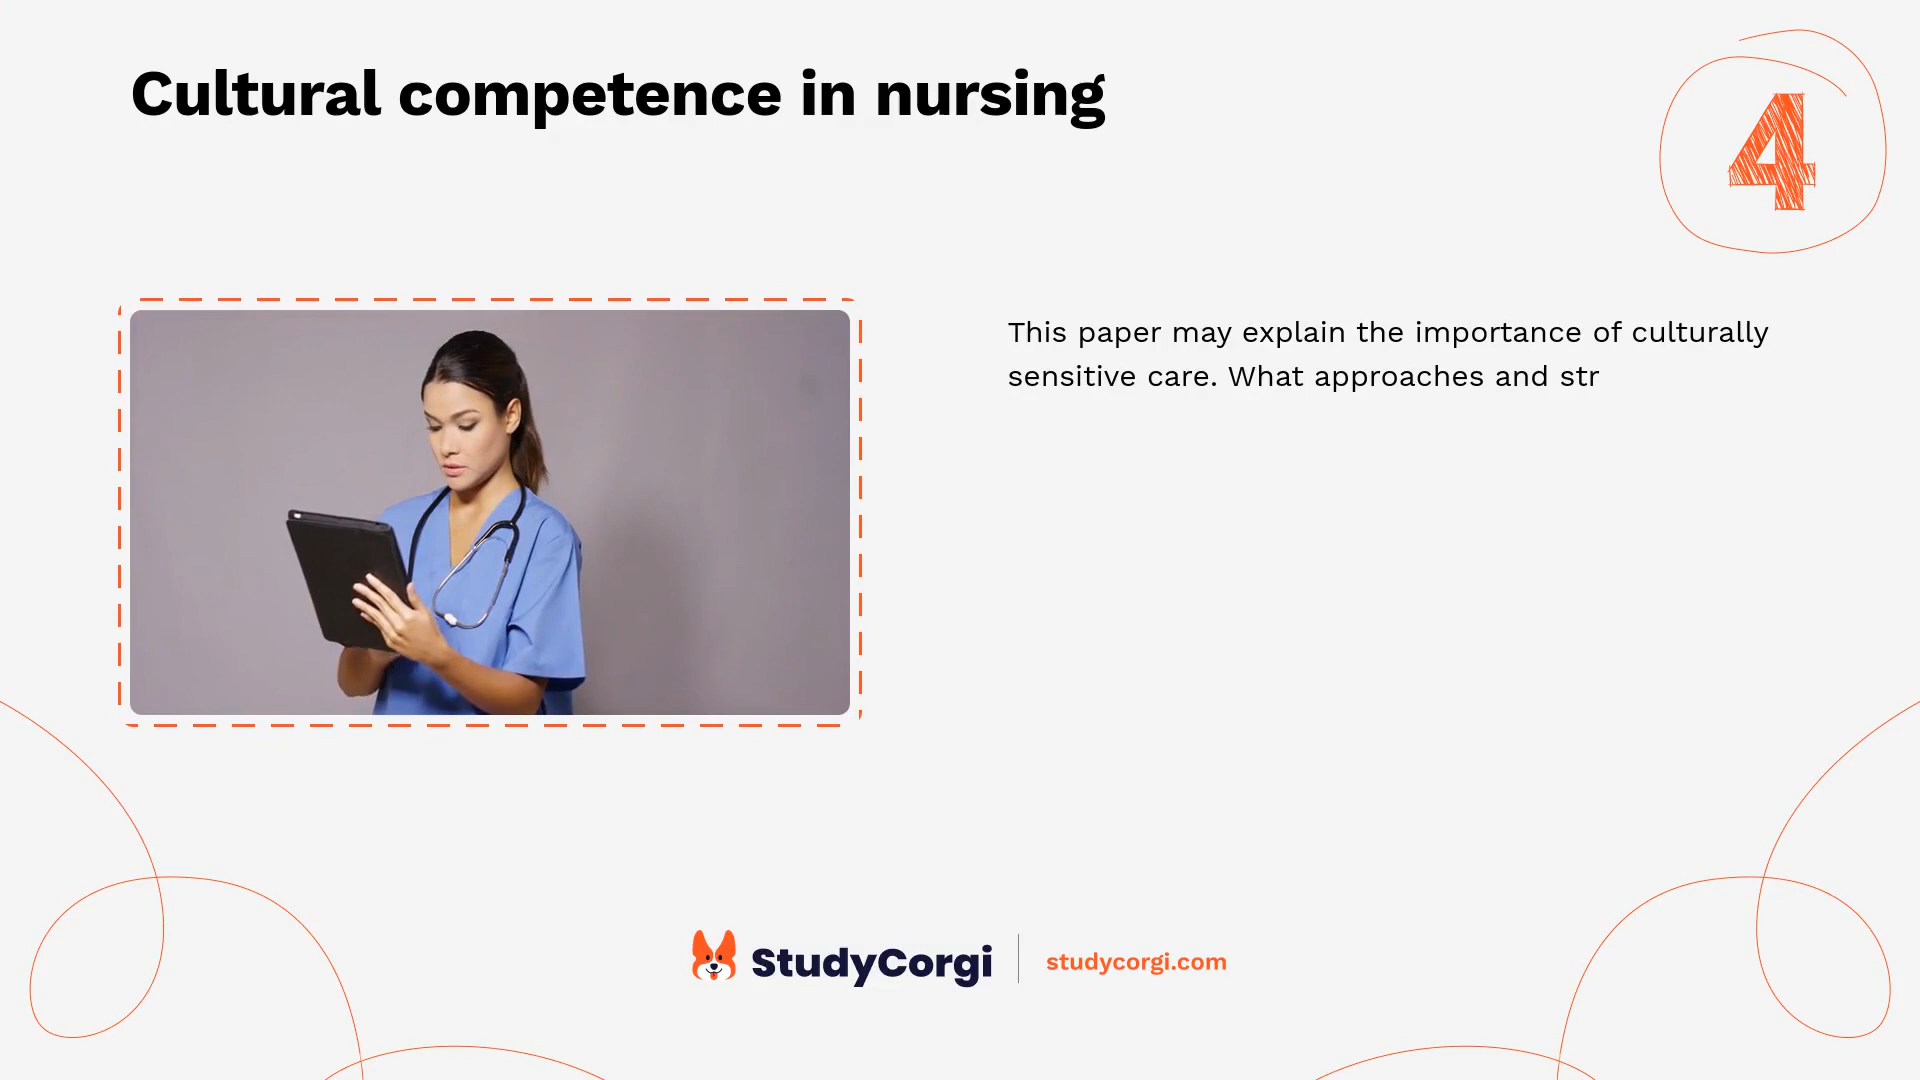 Cultural competence in nursing
4
This paper may explain the importance of culturally
sensitive care. What approaches and str
StudyCorgi
studycorgi.com